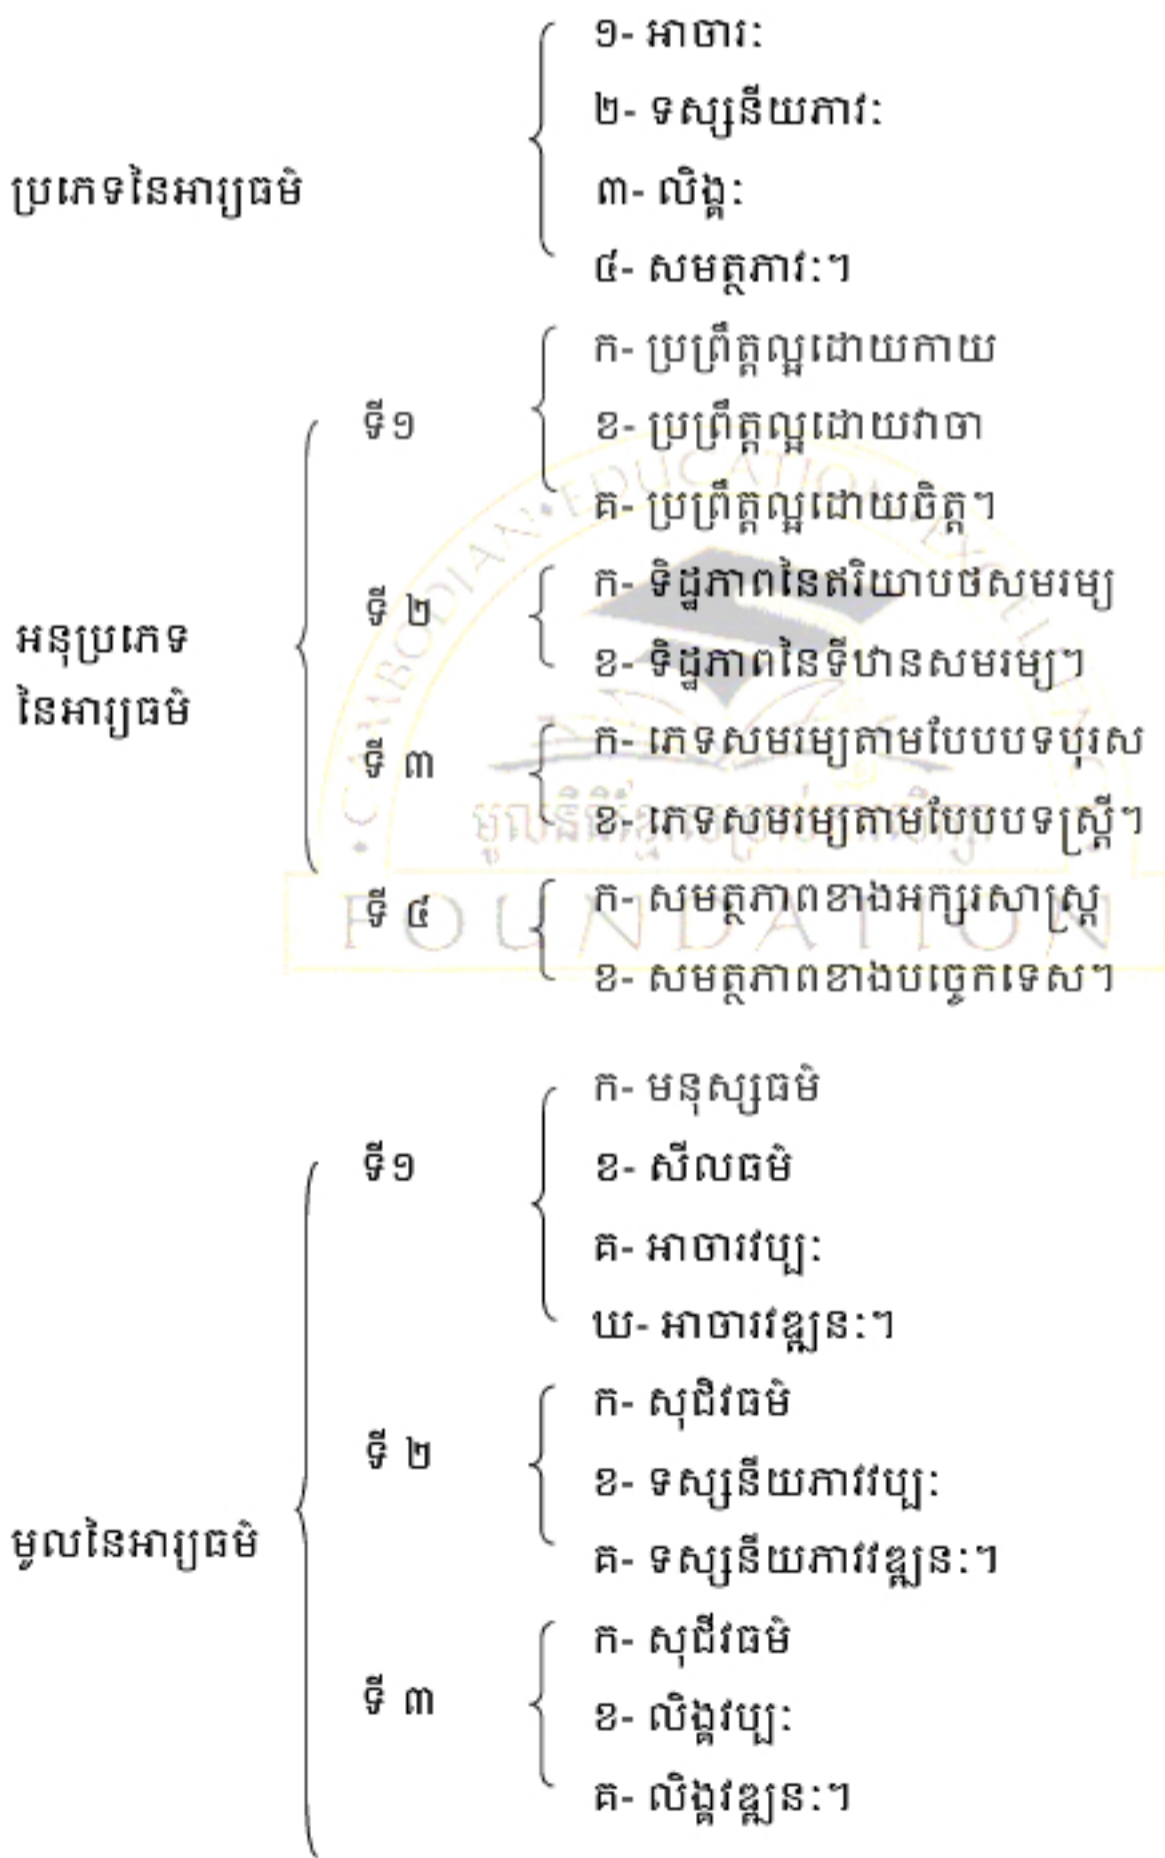 ១- អាចារៈ
២- ទស្សនីយភាវៈ
ប្រភេទនៃអារ្យធម៌
៣- លិង្គៈ
៤- សមត្ថភាវៈ។
ក- ប្រព្រឹត្តល្អដោយកាយ
ទី១
ខ- ប្រព្រឹត្តល្អដោយវាចា
គ- ប្រព្រឹត្តល្អដោយចិត្ត។
ក- ទិដ្ឋភាពនៃឥរិយាបថសមរម្យ
ទី ២
អនុប្រភេទ
នៃអារ្យធម៌
ខ- ទិដ្ឋភាពនៃទីឋានសមរម្យ។
ក- ភេទសមរម្យតាមបែបបទបុរស
ទី ៣
ខ- ភេទសមរម្យតាមបែបបទស្ត្រី។
ក- សមត្ថភាពខាងអក្សរសាស្ត្រ
ទី ៤
ខ- សមត្ថភាពខាងបច្ចេកទេស។
CAMBODIAN EDUCATION EXCELLENCE
FOUNDATION
ក- មនុស្សធម៌
ទី១
ខ- សីលធម៌
គ- អាចារវប្បៈ
ឃ- អាចារវឌ្ឍនៈ។
ក- សុជីវធម៌
ទី ២
ខ- ទស្សនីយភាវវប្បៈ
មូលនៃអារ្យធម៌
គ- ទស្សនីយភាវវឌ្ឍនៈ។
ក- សុជីវធម៌
ទី ៣
ខ- លិង្គវប្បៈ
គ- លិង្គវឌ្ឍនៈ។